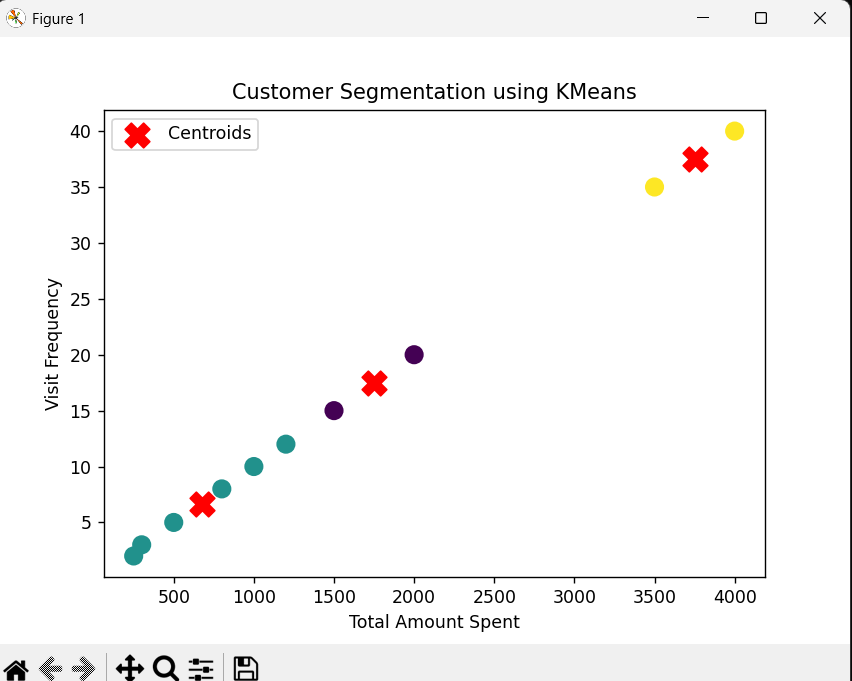 Figure 1
Customer Segmentation using KMeans
Centroids
40
35
30
25
20
15
10
5
Visit Frequency
500 1000 1500 2000 2500 3000 3500 4000
Total Amount Spent